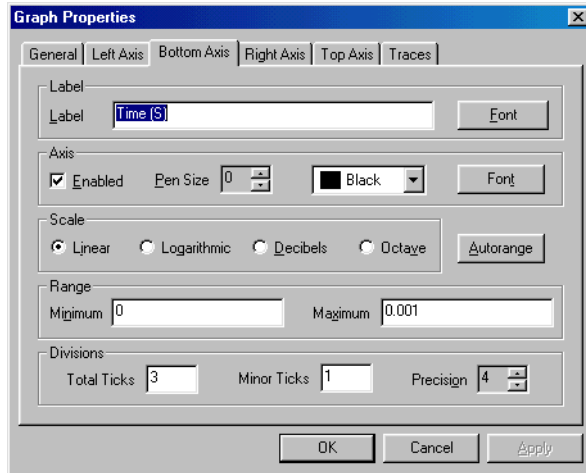 Graph Properties
General Left Axis Bottom Axis Right Axis Top Axis Traces
Label
Label Time (S) Font
Axis
Enabled Pen Size 0 Black Font
Scale
Linear Logarithmic Decibels Octave Autorange
Range
Minimum 0 Maximum 0.001
Divisions
Total Ticks 3 Minor Ticks 1 Precision 4
OK Cancel Apply